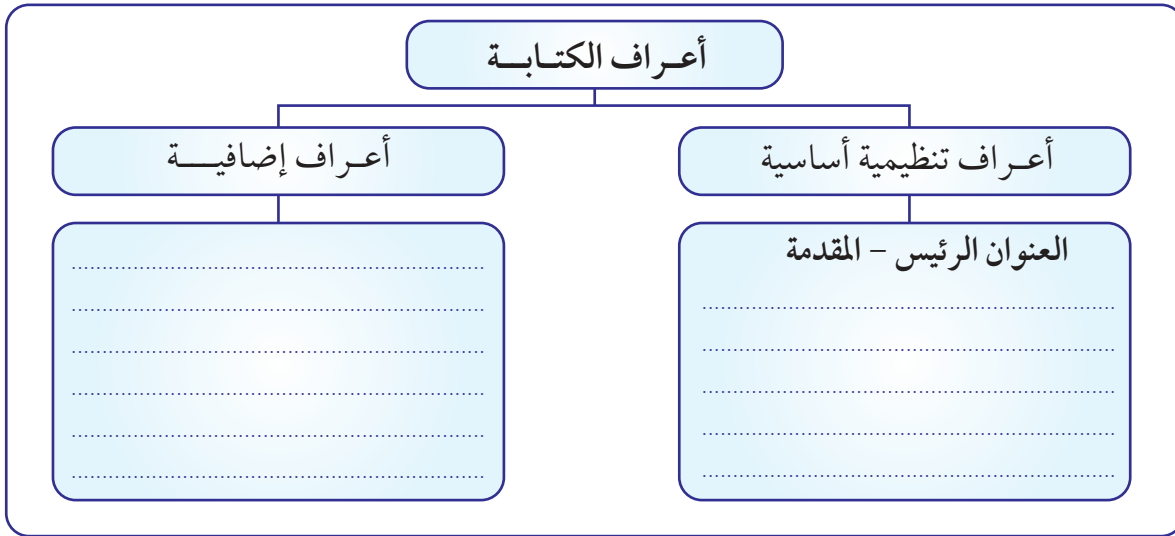 أعراف الكتابة
أعراف تنظيمية أساسية
أعراف إضافية
العنوان الرئيس – المقدمة